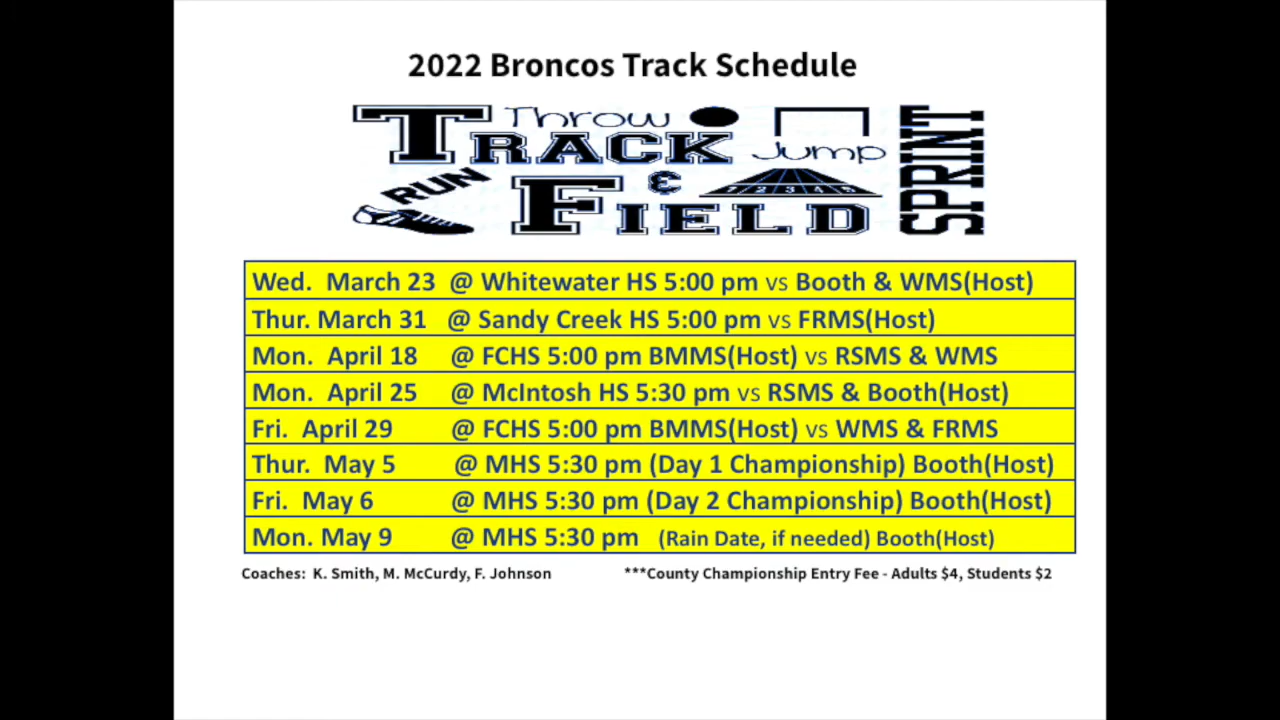 2022 Broncos Track Schedule
Throw
TRACK
Jump
SPRINT
RUN
&
FIELD
1 2 3 4 5
Wed. March 23 @ Whitewater HS 5:00 pm vs Booth & WMS(Host)
Thur. March 31 @ Sandy Creek HS 5:00 pm vs FRMS(Host)
Mon. April 18 @ FCHS 5:00 pm BMMS(Host) vs RSMS & WMS
Mon. April 25 @ McIntosh HS 5:30 pm vs RSMS & Booth(Host)
Fri. April 29 @ FCHS 5:00 pm BMMS(Host) vs WMS & FRMS
Thur. May 5 @ MHS 5:30 pm (Day 1 Championship) Booth(Host)
Fri. May 6 @ MHS 5:30 pm (Day 2 Championship) Booth(Host)
Mon. May 9 @ MHS 5:30 pm (Rain Date, if needed) Booth(Host)
Coaches: K. Smith, M. McCurdy, F. Johnson ***County Championship Entry Fee - Adults $4, Students $2